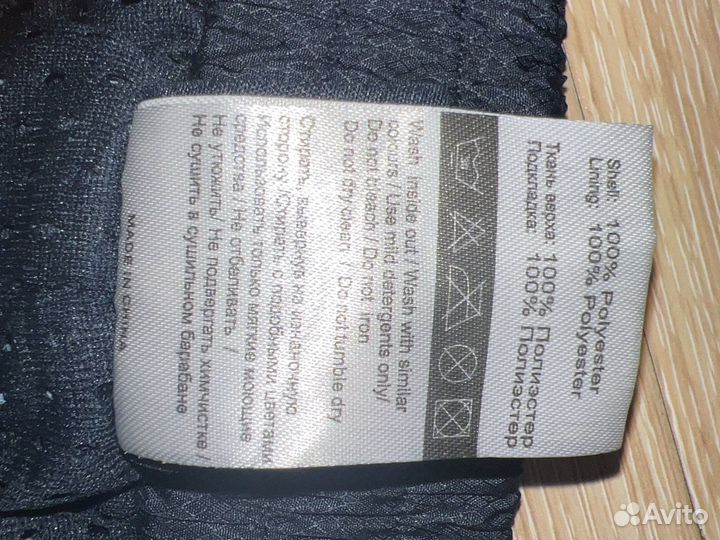 Shell: 100% Polyester
Lining: 100% Polyester
Ткань верха: 100% Полиэстер
Подкладка: 100% Полиэстер
Wash inside out / Wash with similar
colours / Use mild detergents only/
Do not bleach / Do not iron
Do not dry clean / Do not tumble dry
Стирать, вывернув на изнаночную
сторону / Стирать с подобными цветами
Использовать только мягкие моющие
средства / Не отбеливать /
Не утюжить/ Не подвергать химчистке /
Не сушить в сушильном барабане
MADE IN CHINA
Avito